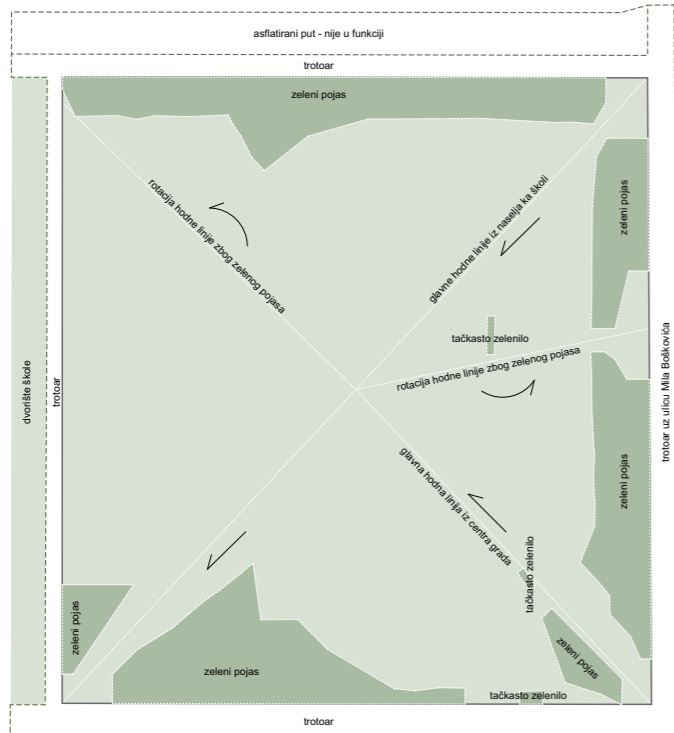 asflatirani put - nije u funkciji
trotoar
zeleni pojas
zeleni pojas
rotacija hodne linije zbog zelenog pojasa
glavne hodne linije iz naselja ka školi
tačkasto zelenilo
rotacija hodne linije zbog zelenog pojasa
dvorište škole
trotoar
trotoar uz ulicu Mila Boškovića
glavna hodna linija iz centra grada
zeleni pojas
tačkasto zelenilo
zeleni pojas
zeleni pojas
zeleni pojas
tačkasto zelenilo
trotoar